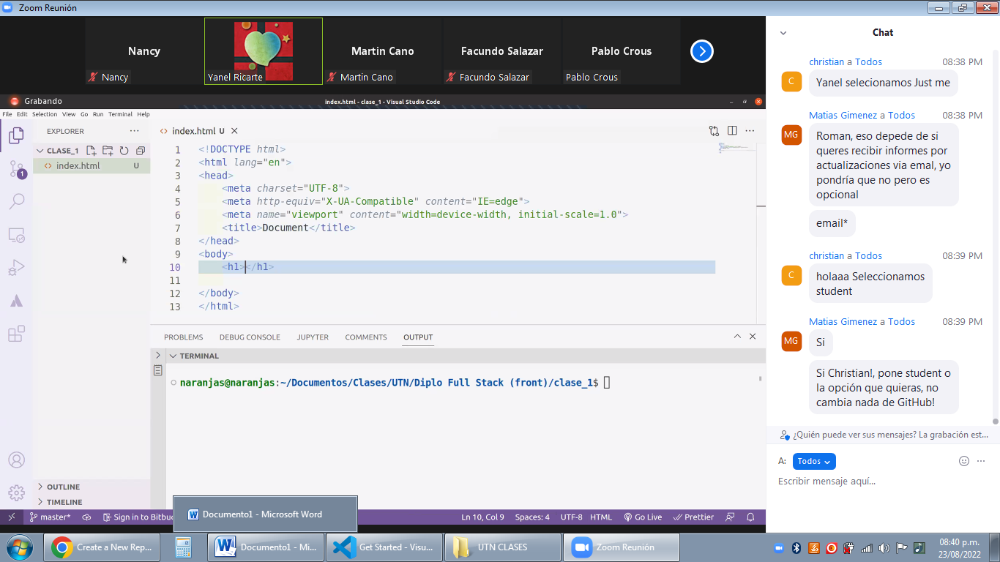 Zoom Reunión
Nancy
Nancy
Yanel Ricarte
Martin Cano
Martin Cano
Facundo Salazar
Facundo Salazar
Pablo Crous
Pablo Crous
Grabando
index.html - clase_1 - Visual Studio Code
File Edit Selection View Go Run Terminal Help
EXPLORER
CLASE_1
index.html U
1
OUTLINE
TIMELINE
index.html U
1 <!DOCTYPE html>
2 <html lang="en">
3 <head>
4 <meta charset="UTF-8">
5 <meta http-equiv="X-UA-Compatible" content="IE=edge">
6 <meta name="viewport" content="width=device-width, initial-scale=1.0">
7 <title>Document</title>
8 </head>
9 <body>
10 <h1></h1>
11
12 </body>
13 </html>
PROBLEMS DEBUG CONSOLE JUPYTER COMMENTS OUTPUT
TERMINAL
naranjas@naranjas:~/Documentos/Clases/UTN/Diplo Full Stack (front)/clase_1$
master* Sign in to Bitbuc
Ln 10, Col 9 Spaces: 4 UTF-8 HTML Go Live Prettier
Documento1 - Microsoft Word
Chat
christian a Todos 08:38 PM
C
Yanel selecionamos Just me
Matias Gimenez a Todos 08:38 PM
MG
Roman, eso depede de si
queres recibir informes por
actualizaciones via emal, yo
pondría que no pero es
opcional
email*
christian a Todos 08:39 PM
C
holaaa Seleccionamos
student
Matias Gimenez a Todos 08:39 PM
MG
Si
Si Christian!, pone student o
la opción que quieras, no
cambia nada de GitHub!
¿Quién puede ver sus mensajes? La grabación est...
A: Todos
Escribir mensaje aquí...
Create a New Rep...
Documento1 - Mi...
Get Started - Visu...
UTN CLASES
Zoom Reunión
08:40 p.m.
23/08/2022